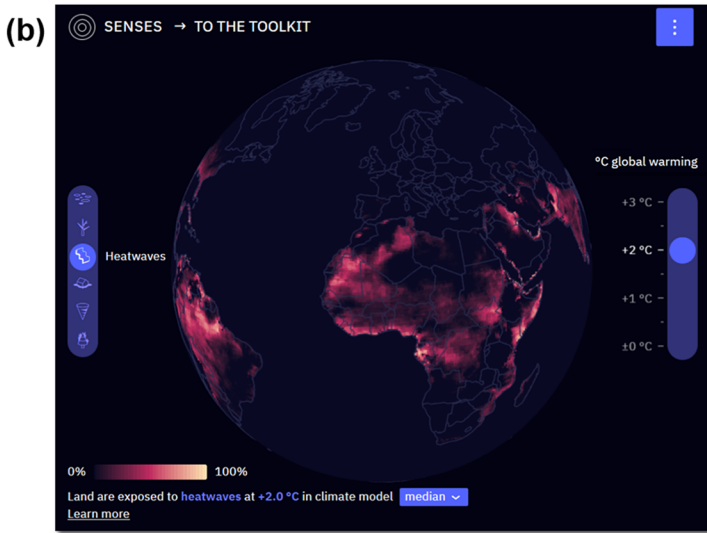 (b)
SENSES → TO THE TOOLKIT
°C global warming
+3 °C
+2 °C
+1 °C
±0 °C
Heatwaves
0% 100%
Land are exposed to heatwaves at +2.0 °C in climate model median
Learn more